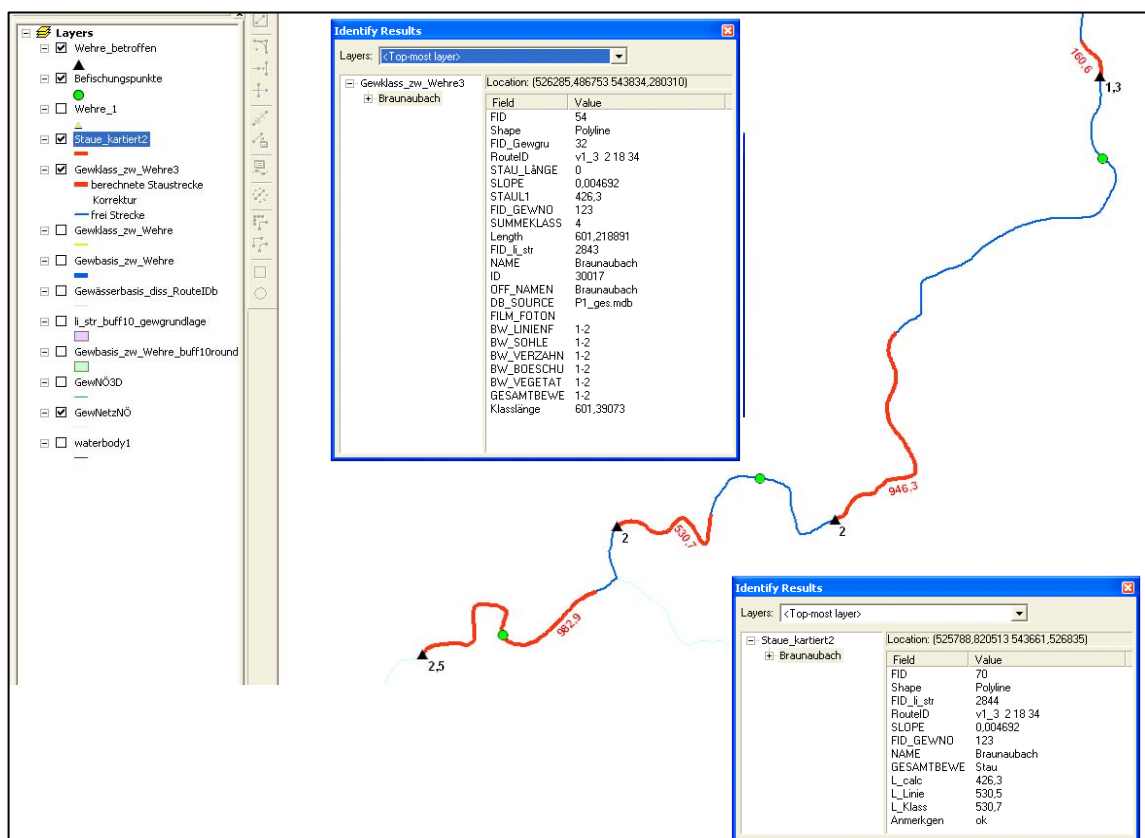 Layers
Wehre_betroffen
Befischungspunkte
Wehre_1
Staue_kartiert2
Gewklass_zw_Wehre3
berechnete Staustrecke
Korrektur
frei Strecke
Gewklass_zw_Wehre
Gewbasis_zw_Wehre
Gewässerbasis_diss_RouteIDb
li_str_buff10_gewgrundlage
Gewbasis_zw_Wehre_buff10round
GewNÖ3D
GewNetzNÖ
waterbody1
Identify Results
Layers: <Top-most layer>
Gewklass_zw_Wehre3
Braunaubach
Location: (526285,486753 543834,280310)
Field Value
FID 54
Shape Polyline
FID_Gewgru 32
RouteID v1_3 2 18 34
STAU_LåNGE 0
SLOPE 0,004692
STAUL1 426,3
FID_GEWNO 123
SUMMEKLASS 4
Length 601,218891
FID_li_str 2843
NAME Braunaubach
ID 30017
OFF_NAMEN Braunaubach
DB_SOURCE P1_ges.mdb
FILM_FOTON
BW_LINIENF 1-2
BW_SOHLE 1-2
BW_VERZAHN 1-2
BW_BOESCHU 1-2
BW_VEGETAT 1-2
GESAMTBEWE 1-2
Klasslänge 601,39073
160,6
1,3
946,3
2
530,7
2
982,9
2,5
Identify Results
Layers: <Top-most layer>
Staue_kartiert2
Braunaubach
Location: (525788,820513 543661,526835)
Field Value
FID 70
Shape Polyline
FID_li_str 2844
RouteID v1_3 2 18 34
SLOPE 0,004692
FID_GEWNO 123
NAME Braunaubach
GESAMTBEWE Stau
L_calc 426,3
L_Linie 530,5
L_Klass 530,7
Anmerkgen ok